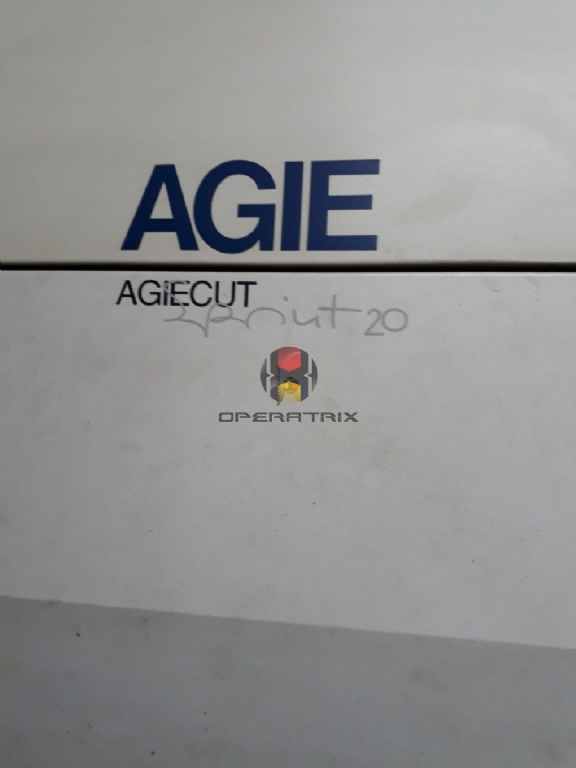 AGIE
AGIECUT
Sprint 20
OPERATRIX